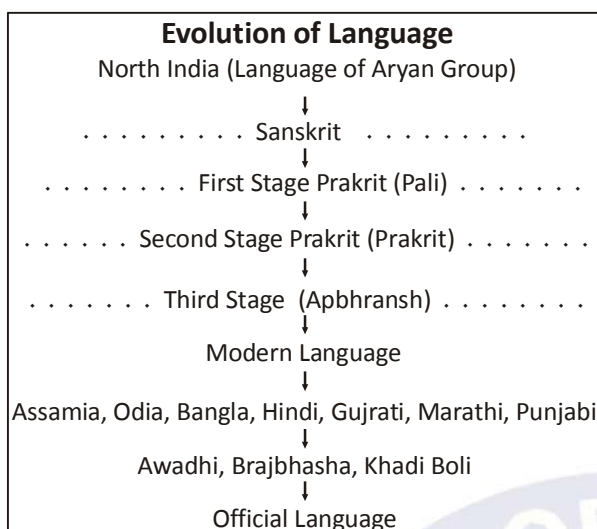 Evolution of Language
North India (Language of Aryan Group)
↓
. . . . . . . . . Sanskrit . . . . . . . . .
↓
. . . . . . . . First Stage Prakrit (Pali) . . . . . . .
↓
. . . . . . Second Stage Prakrit (Prakrit) . . . . . . .
↓
. . . . . . . Third Stage (Apbhransh) . . . . . . . .
↓
Modern Language
↓
Assamia, Odia, Bangla, Hindi, Gujrati, Marathi, Punjabi
↓
Awadhi, Brajbhasha, Khadi Boli
↓
Official Language